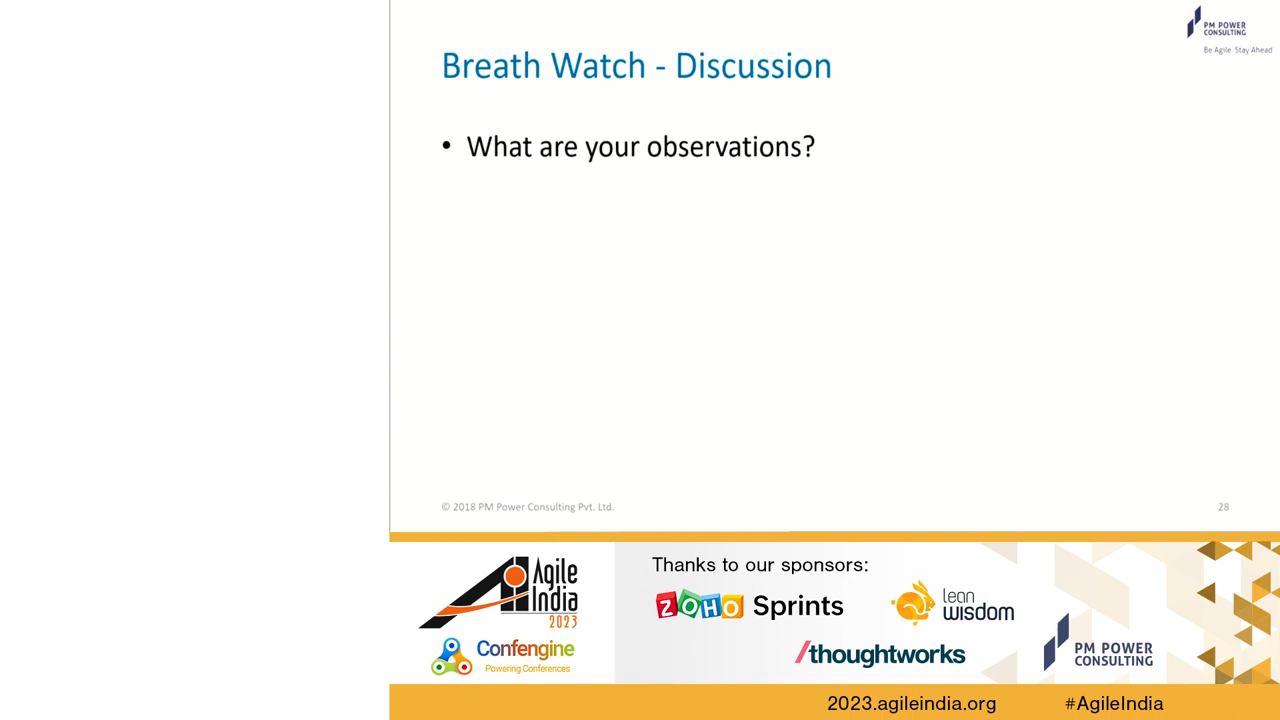 PM POWER
CONSULTING
Be Agile. Stay Ahead
Breath Watch - Discussion
• What are your observations?
© 2018 PM Power Consulting Pvt. Ltd.
28
Agile
India
2023
Confengine
Powering Conferences
Thanks to our sponsors:
ZOHO Sprints
lean
wisdom
/thoughtworks
PM POWER
CONSULTING
2023.agileindia.org
#AgileIndia